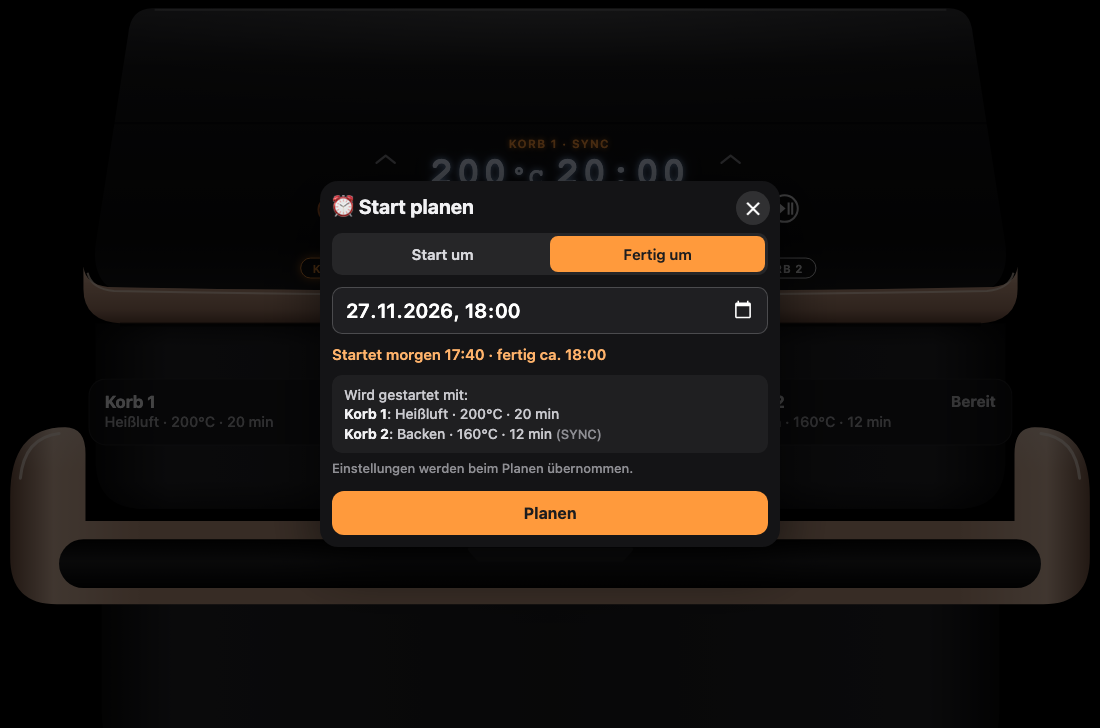 KORB 1 · SYNC
200°C 20:00
⏰ Start planen
Start um
Fertig um
K
RB 2
27.11.2026, 18:00
Startet morgen 17:40 · fertig ca. 18:00
Wird gestartet mit:
Korb 1: Heißluft · 200°C · 20 min
Korb 2: Backen · 160°C · 12 min (SYNC)
Einstellungen werden beim Planen übernommen.
Planen
Korb 1
Heißluft · 200°C · 20 min
2
Bereit
· 160°C · 12 min